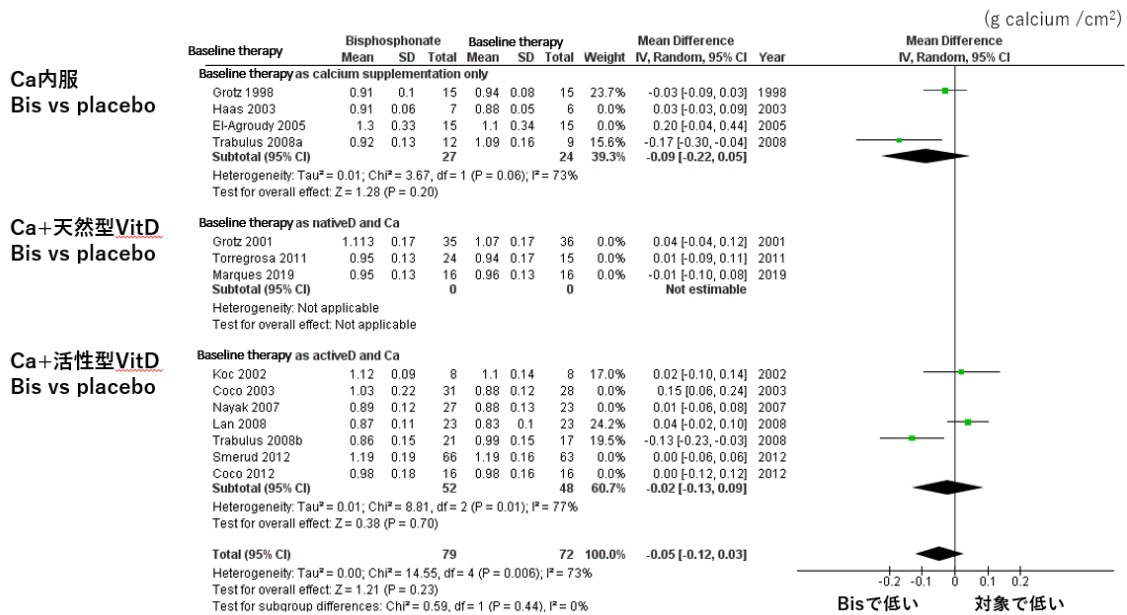 (g calcium /cm²)
Bisphosphonate Baseline therapy Mean Difference Mean Difference
Baseline therapy Mean SD Total Mean SD Total Weight IV, Random, 95% CI Year IV, Random, 95% CI
Ca内服
Bis vs placebo
Baseline therapy as calcium supplementation only
Grotz 1998 0.91 0.1 15 0.94 0.08 15 23.7% -0.03 [-0.09, 0.03] 1998
Haas 2003 0.91 0.06 7 0.88 0.05 6 0.0% 0.03 [-0.03, 0.09] 2003
El-Agroudy 2005 1.3 0.33 15 1.1 0.34 15 0.0% 0.20 [-0.04, 0.44] 2005
Trabulus 2008a 0.92 0.13 12 1.09 0.16 9 15.6% -0.17 [-0.30, -0.04] 2008
Subtotal (95% CI) 27 24 39.3% -0.09 [-0.22, 0.05]
Heterogeneity: Tau² = 0.01; Chi² = 3.67, df = 1 (P = 0.06); I² = 73%
Test for overall effect: Z = 1.28 (P = 0.20)
Ca+天然型VitD
Bis vs placebo
Baseline therapy as nativeD and Ca
Grotz 2001 1.113 0.17 35 1.07 0.17 36 0.0% 0.04 [-0.04, 0.12] 2001
Torregrosa 2011 0.95 0.13 24 0.94 0.17 15 0.0% 0.01 [-0.09, 0.11] 2011
Marques 2019 0.95 0.13 16 0.96 0.13 16 0.0% -0.01 [-0.10, 0.08] 2019
Subtotal (95% CI) 0 0 Not estimable
Heterogeneity: Not applicable
Test for overall effect: Not applicable
Ca+活性型VitD
Bis vs placebo
Baseline therapy as activeD and Ca
Koc 2002 1.12 0.09 8 1.1 0.14 8 17.0% 0.02 [-0.10, 0.14] 2002
Coco 2003 1.03 0.22 31 0.88 0.12 28 0.0% 0.15 [0.06, 0.24] 2003
Nayak 2007 0.89 0.12 27 0.88 0.13 23 0.0% 0.01 [-0.06, 0.08] 2007
Lan 2008 0.87 0.11 23 0.83 0.1 23 24.2% 0.04 [-0.02, 0.10] 2008
Trabulus 2008b 0.86 0.15 21 0.99 0.15 17 19.5% -0.13 [-0.23, -0.03] 2008
Smerud 2012 1.19 0.19 66 1.19 0.16 63 0.0% 0.00 [-0.06, 0.06] 2012
Coco 2012 0.98 0.18 16 0.98 0.16 16 0.0% 0.00 [-0.12, 0.12] 2012
Subtotal (95% CI) 52 48 60.7% -0.02 [-0.13, 0.09]
Heterogeneity: Tau² = 0.01; Chi² = 8.81, df = 2 (P = 0.01); I² = 77%
Test for overall effect: Z = 0.38 (P = 0.70)
Total (95% CI) 79 72 100.0% -0.05 [-0.12, 0.03]
Heterogeneity: Tau² = 0.00; Chi² = 14.55, df = 4 (P = 0.006); I² = 73%
Test for overall effect: Z = 1.21 (P = 0.23)
Test for subgroup differences: Chi² = 0.59, df = 1 (P = 0.44), I² = 0%
-0.2 -0.1 0 0.1 0.2
Bisで低い 対象で低い